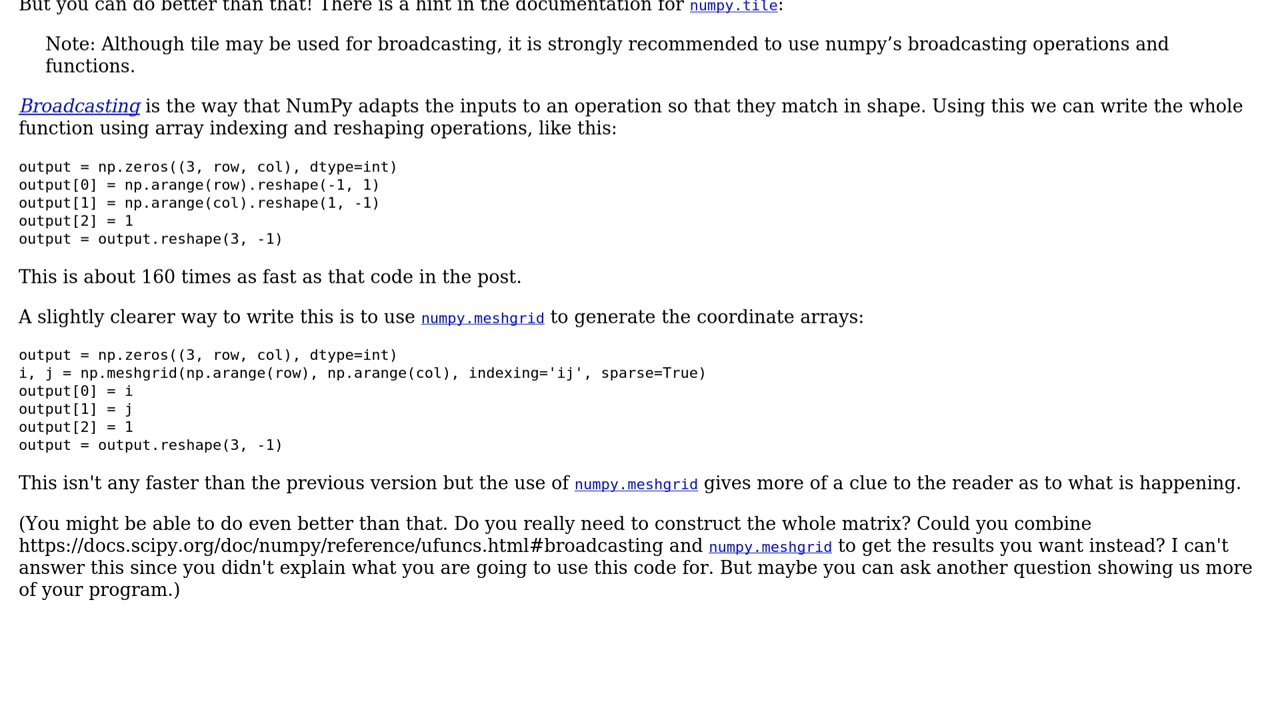 But you can do better than that! There is a hint in the documentation for numpy.tile:
Note: Although tile may be used for broadcasting, it is strongly recommended to use numpy’s broadcasting operations and
functions.
Broadcasting is the way that NumPy adapts the inputs to an operation so that they match in shape. Using this we can write the whole
function using array indexing and reshaping operations, like this:
output = np.zeros((3, row, col), dtype=int)
output[0] = np.arange(row).reshape(-1, 1)
output[1] = np.arange(col).reshape(1, -1)
output[2] = 1
output = output.reshape(3, -1)
This is about 160 times as fast as that code in the post.
A slightly clearer way to write this is to use numpy.meshgrid to generate the coordinate arrays:
output = np.zeros((3, row, col), dtype=int)
i, j = np.meshgrid(np.arange(row), np.arange(col), indexing='ij', sparse=True)
output[0] = i
output[1] = j
output[2] = 1
output = output.reshape(3, -1)
This isn't any faster than the previous version but the use of numpy.meshgrid gives more of a clue to the reader as to what is happening.
(You might be able to do even better than that. Do you really need to construct the whole matrix? Could you combine
https://docs.scipy.org/doc/numpy/reference/ufuncs.html#broadcasting and numpy.meshgrid to get the results you want instead? I can't
answer this since you didn't explain what you are going to use this code for. But maybe you can ask another question showing us more
of your program.)